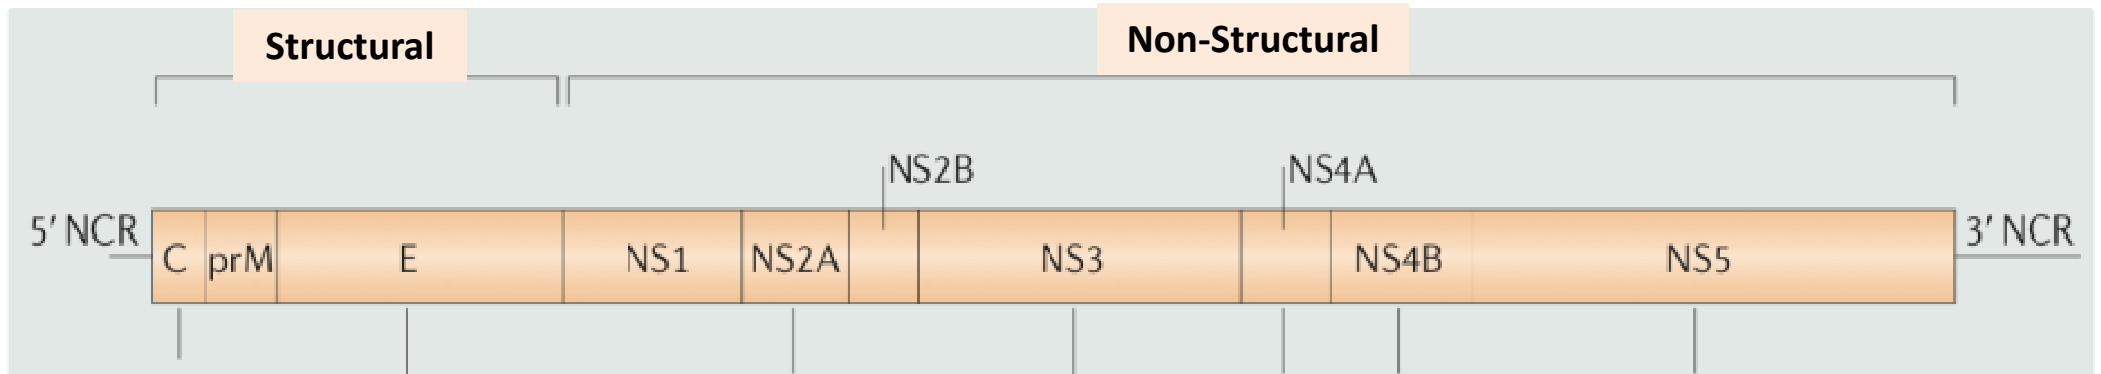 Structural
Non-Structural
NS2B
NS4A
5′ NCR
C
prM
E
NS1
NS2A
NS3
NS4B
NS5
3′ NCR